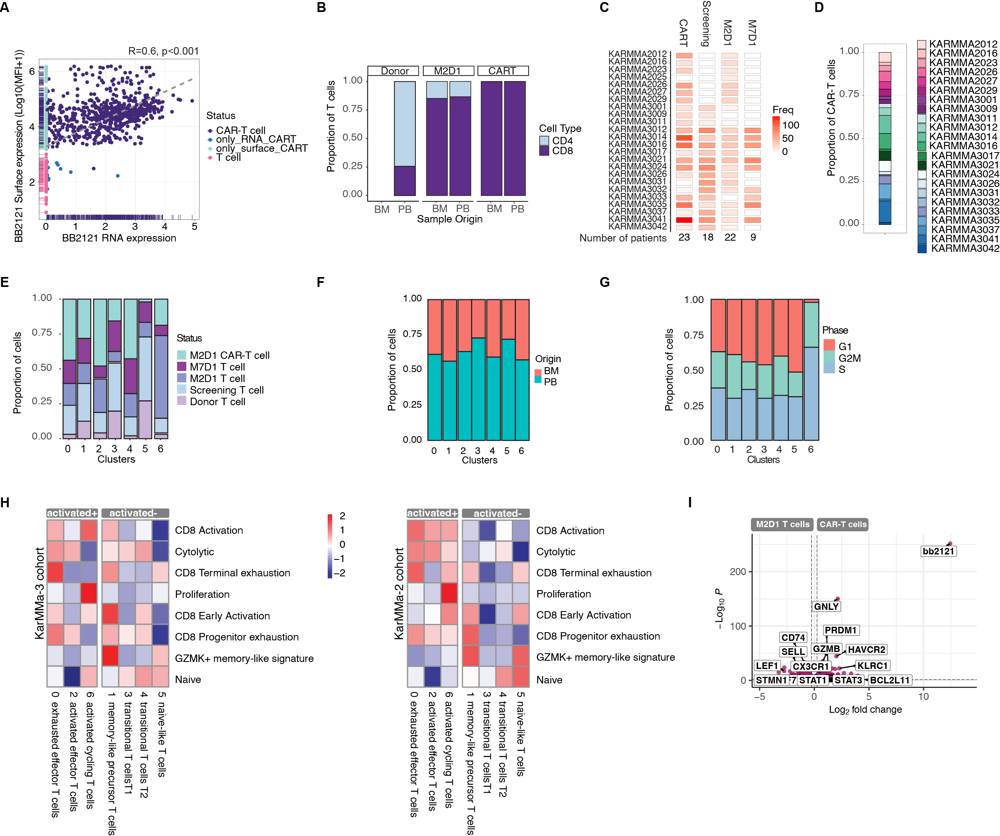 A
R=0.6, p<0.001
BB2121 Surface expression (Log10(MFI+1))
6
4
2
0 1 2 3 4 5
BB2121 RNA expression
Status
CAR-T cell
only_RNA_CART
only_surface_CART
T cell
B
Donor M2D1 CART
Proportion of T cells
1.00
0.75
0.50
0.25
0.00
BM PB BM PB BM PB
Sample Origin
Cell Type
CD4
CD8
C
CART Screening M2D1 M7D1
KARMMA2012
KARMMA2016
KARMMA2023
KARMMA2025
KARMMA2026
KARMMA2027
KARMMA2029
KARMMA3001
KARMMA3009
KARMMA3011
KARMMA3012
KARMMA3014
KARMMA3016
KARMMA3017
KARMMA3021
KARMMA3024
KARMMA3026
KARMMA3031
KARMMA3032
KARMMA3033
KARMMA3035
KARMMA3037
KARMMA3041
KARMMA3042
Number of patients 23 18 22 9
Freq
100
50
0
D
Proportion of CAR-T cells
1.00
0.75
0.50
0.25
0.00
KARMMA2012
KARMMA2016
KARMMA2023
KARMMA2026
KARMMA2027
KARMMA2029
KARMMA3001
KARMMA3009
KARMMA3011
KARMMA3012
KARMMA3014
KARMMA3016
KARMMA3017
KARMMA3021
KARMMA3024
KARMMA3026
KARMMA3031
KARMMA3032
KARMMA3033
KARMMA3035
KARMMA3037
KARMMA3041
KARMMA3042
E
Proportion of cells
1.00
0.75
0.50
0.25
0.00
0 1 2 3 4 5 6
Clusters
Status
M2D1 CAR-T cell
M7D1 T cell
M2D1 T cell
Screening T cell
Donor T cell
F
Proportion of cells
1.00
0.75
0.50
0.25
0.00
0 1 2 3 4 5 6
Clusters
Origin
BM
PB
G
Proportion of cells
1.00
0.75
0.50
0.25
0.00
0 1 2 3 4 5 6
Clusters
Phase
G1
G2M
S
H
activated+ activated-
KarMMa-3 cohort
CD8 Activation
Cytolytic
CD8 Terminal exhaustion
Proliferation
CD8 Early Activation
CD8 Progenitor exhaustion
GZMK+ memory-like signature
Naive
0 exhausted effector T cells
2 activated effector T cells
6 activated cycling T cells
1 memory-like precursor T cells
3 transitional T cellsT1
4 transitional T cells T2
5 naive-like T cells
2
1
0
−1
−2
activated+ activated-
KarMMa-2 cohort
CD8 Activation
Cytolytic
CD8 Terminal exhaustion
Proliferation
CD8 Early Activation
CD8 Progenitor exhaustion
GZMK+ memory-like signature
Naive
0 exhausted effector T cells
2 activated effector T cells
6 activated cycling T cells
1 memory-like precursor T cells
3 transitional T cellsT1
4 transitional T cells T2
5 naive-like T cells
I
M2D1 T cells CAR-T cells
−Log10 P
200
100
0
bb2121
GNLY
PRDM1
CD74
SELL GZMB HAVCR2
LEF1 CX3CR1 KLRC1
STMN1 F7 STAT1 STAT3 BCL2L11
−5 0 5 10
Log2 fold change